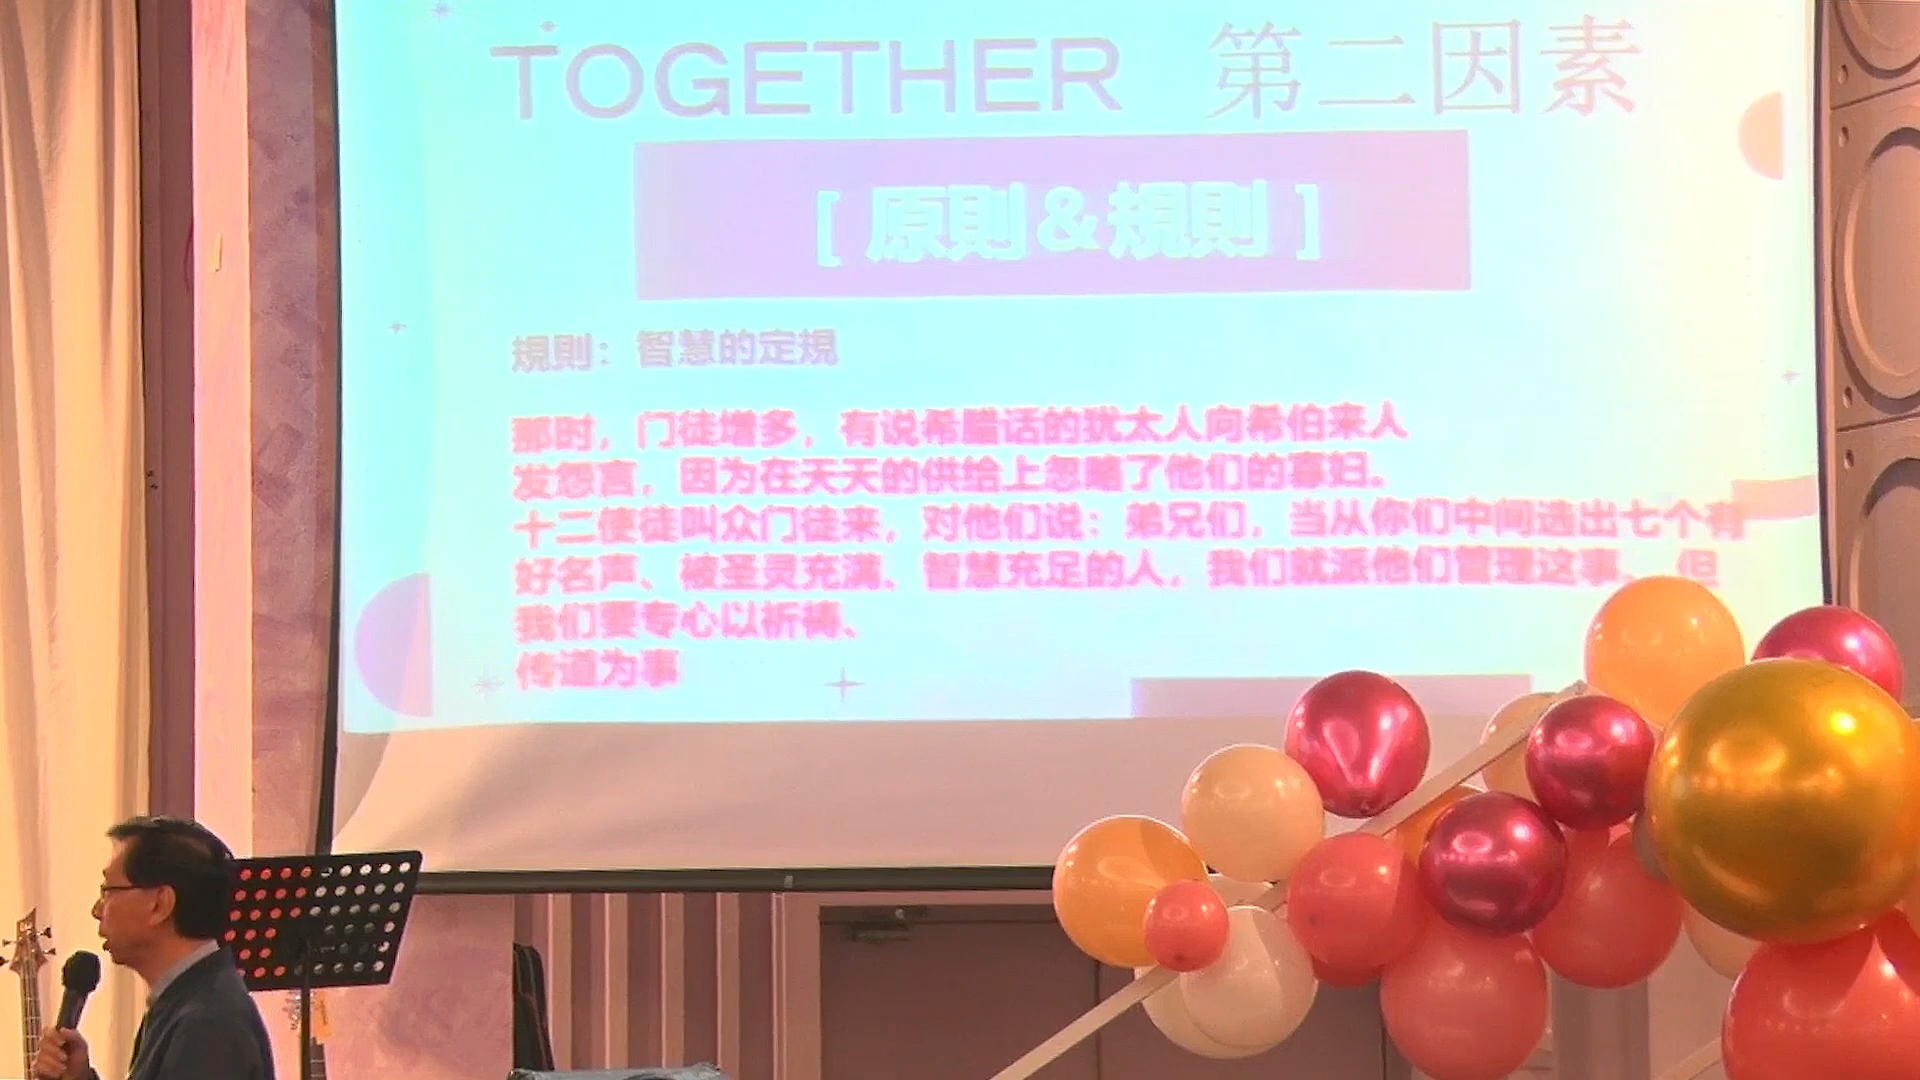 TOGETHER 第二因素
[ 原則&規則 ]
規則：智慧的定規
那时，门徒增多，有说希腊话的犹太人向希伯来人
发怨言，因为在天天的供给上忽略了他们的寡妇。
十二使徒叫众门徒来，对他们说：弟兄们，当从你们中间选出七个有
好名声、被圣灵充满、智慧充足的人，我们就派他们管理这事。但
我们要专心以祈祷、
传道为事